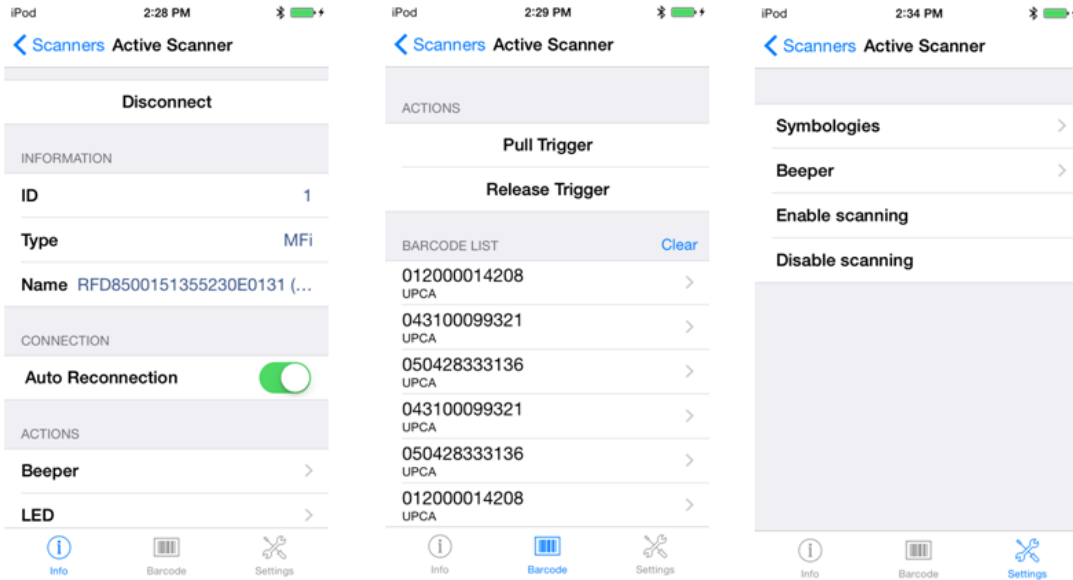 iPod 2:28 PM
Scanners Active Scanner
Disconnect
INFORMATION
ID 1
Type MFi
Name RFD8500151355230E0131 (...
CONNECTION
Auto Reconnection
ACTIONS
Beeper
LED
Info Barcode Settings
iPod 2:29 PM
Scanners Active Scanner
ACTIONS
Pull Trigger
Release Trigger
BARCODE LIST Clear
012000014208
UPCA
043100099321
UPCA
050428333136
UPCA
043100099321
UPCA
050428333136
UPCA
012000014208
UPCA
Info Barcode Settings
iPod 2:34 PM
Scanners Active Scanner
Symbologies
Beeper
Enable scanning
Disable scanning
Info Barcode Settings